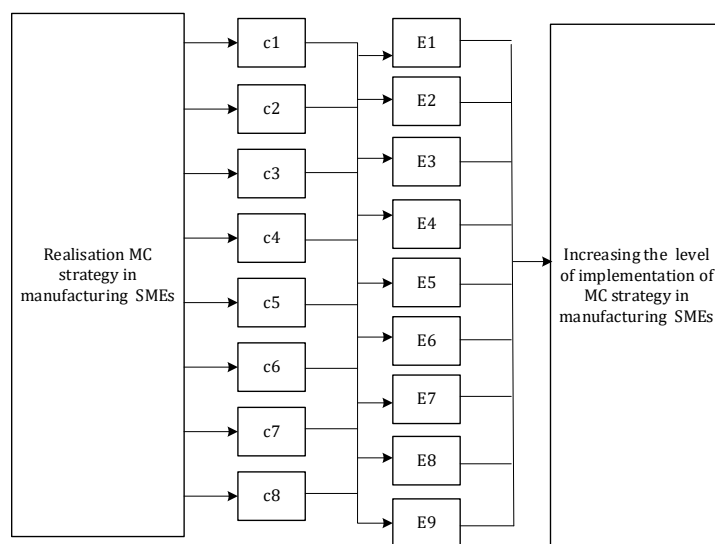 Realisation MC
strategy in
manufacturing SMEs
c1
c2
c3
c4
c5
c6
c7
c8
E1
E2
E3
E4
E5
E6
E7
E8
E9
Increasing the level
of implementation of
MC strategy in
manufacturing SMEs